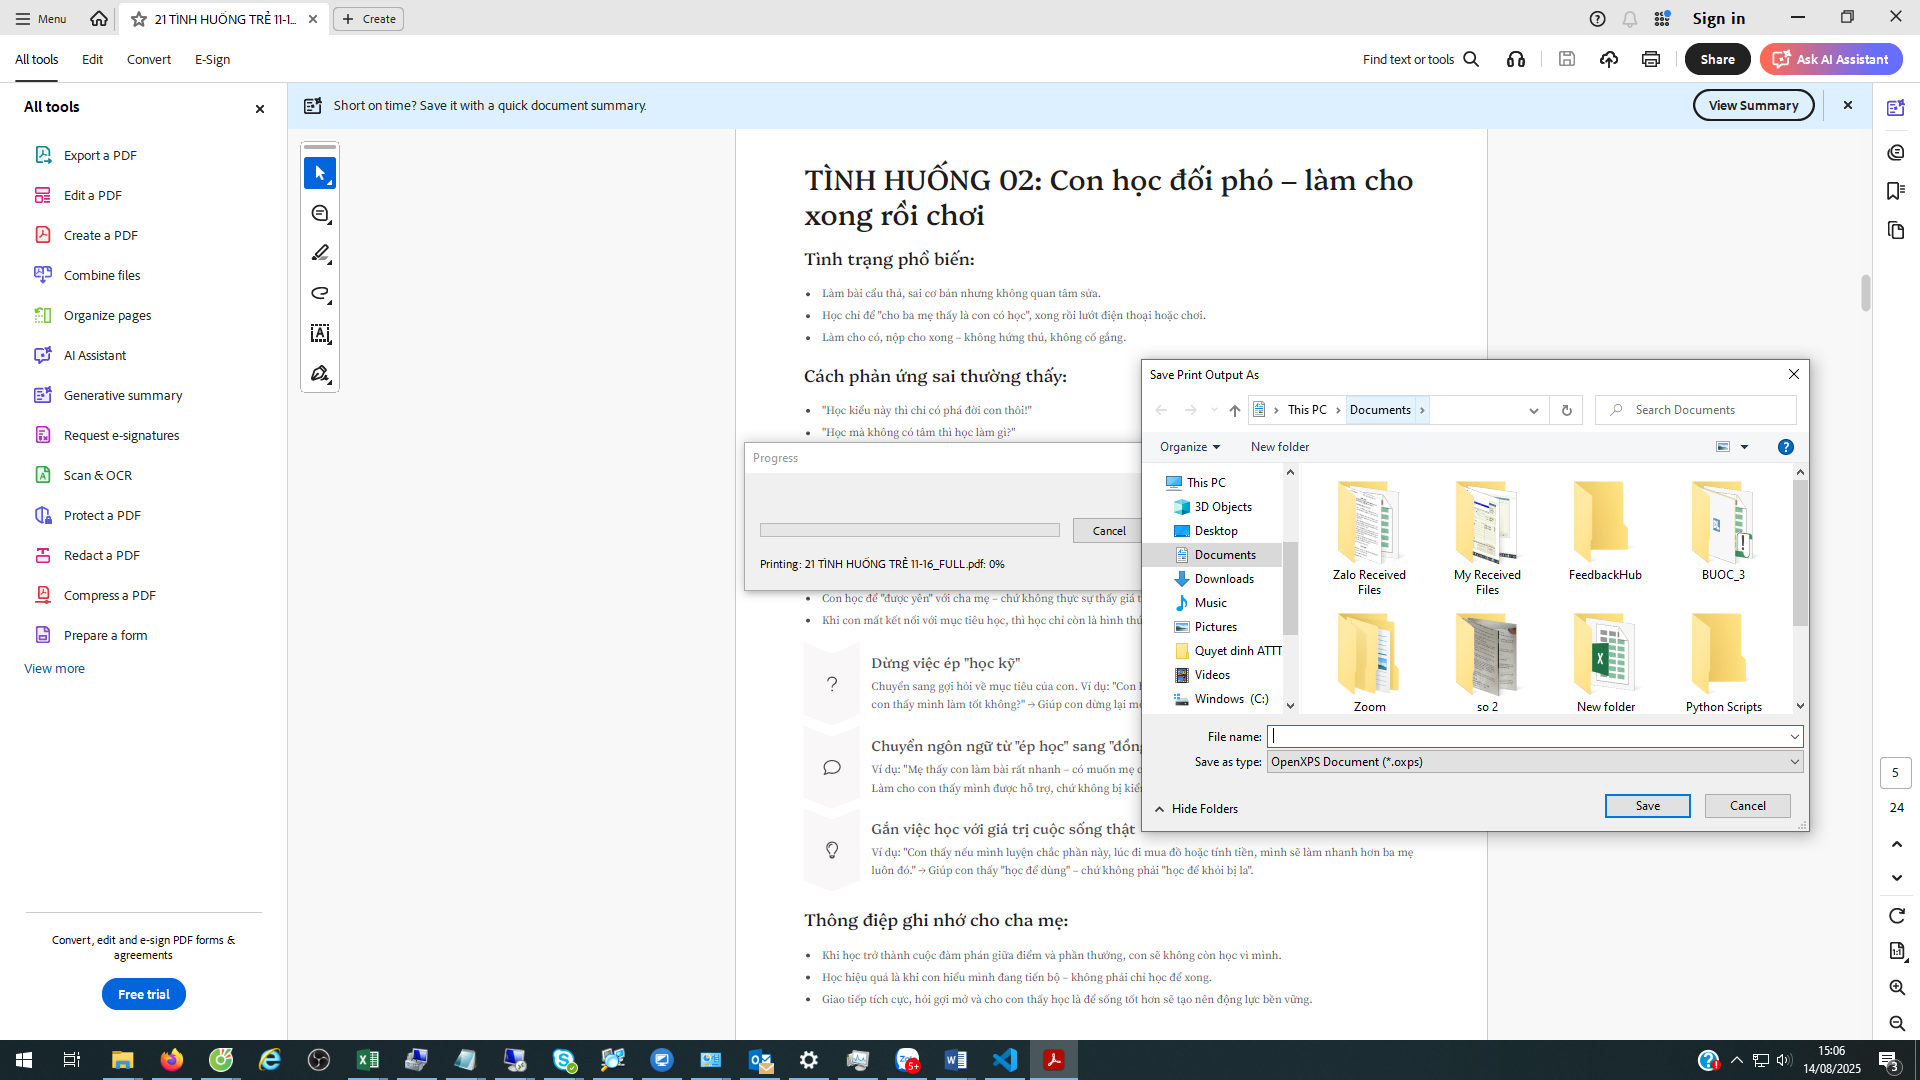 Menu
21 TÌNH HUỐNG TRẺ 11-1...
Create
Sign in
All tools
Edit
Convert
E-Sign
Find text or tools
Share
Ask AI Assistant
All tools
Short on time? Save it with a quick document summary.
View Summary
Export a PDF
Edit a PDF
Create a PDF
Combine files
Organize pages
AI Assistant
Generative summary
Request e-signatures
Scan & OCR
Protect a PDF
Redact a PDF
Compress a PDF
Prepare a form
View more
Convert, edit and e-sign PDF forms &
agreements
Free trial
TÌNH HUỐNG 02: Con học đối phó – làm cho
xong rồi chơi
Tình trạng phổ biến:
Làm bài cẩu thả, sai cơ bản nhưng không quan tâm sửa.
Học chỉ để "cho ba mẹ thấy là con có học", xong rồi lướt điện thoại hoặc chơi.
Làm cho có, nộp cho xong – không hứng thú, không cố gắng.
Cách phản ứng sai thường thấy:
"Học kiểu này thì chỉ có phá đời con thôi!"
"Học mà không có tâm thì học làm gì?"
Progress
Cancel
Printing: 21 TÌNH HUỐNG TRẺ 11-16_FULL.pdf: 0%
Con học để "được yên" với cha mẹ – chứ không thực sự thấy giá t
Khi con mất kết nối với mục tiêu học, thì học chỉ còn là hình thứ
Dừng việc ép "học kỹ"
Chuyển sang gợi hỏi về mục tiêu của con. Ví dụ: "Con l
con thấy mình làm tốt không?" → Giúp con dừng lại mộ
Chuyển ngôn ngữ từ "ép học" sang "đồn
Ví dụ: "Mẹ thấy con làm bài rất nhanh – có muốn mẹ c
Làm cho con thấy mình được hỗ trợ, chứ không bị kiể
Gắn việc học với giá trị cuộc sống thật
Ví dụ: "Con thấy nếu mình luyện chắc phần này, lúc đi mua đồ hoặc tính tiền, mình sẽ làm nhanh hơn ba mẹ
luôn đó." → Giúp con thấy "học để dùng" – chứ không phải "học để khỏi bị la".
Thông điệp ghi nhớ cho cha mẹ:
Khi học trở thành cuộc đàm phán giữa điểm và phần thưởng, con sẽ không còn học vì mình.
Học hiệu quả là khi con hiểu mình đang tiến bộ – không phải chỉ học để xong.
Giao tiếp tích cực, hỏi gợi mở và cho con thấy học là để sống tốt hơn sẽ tạo nên động lực bền vững.
Save Print Output As
This PC
Documents
Search Documents
Organize
New folder
This PC
3D Objects
Desktop
Documents
Downloads
Music
Pictures
Quyet dinh ATTT
Videos
Windows (C:)
Zalo Received
Files
My Received
Files
FeedbackHub
BUOC_3
Zoom
so 2
New folder
Python Scripts
File name:
Save as type:
OpenXPS Document (*.oxps)
Hide Folders
Save
Cancel
5
24
5+
15:06
14/08/2025
3